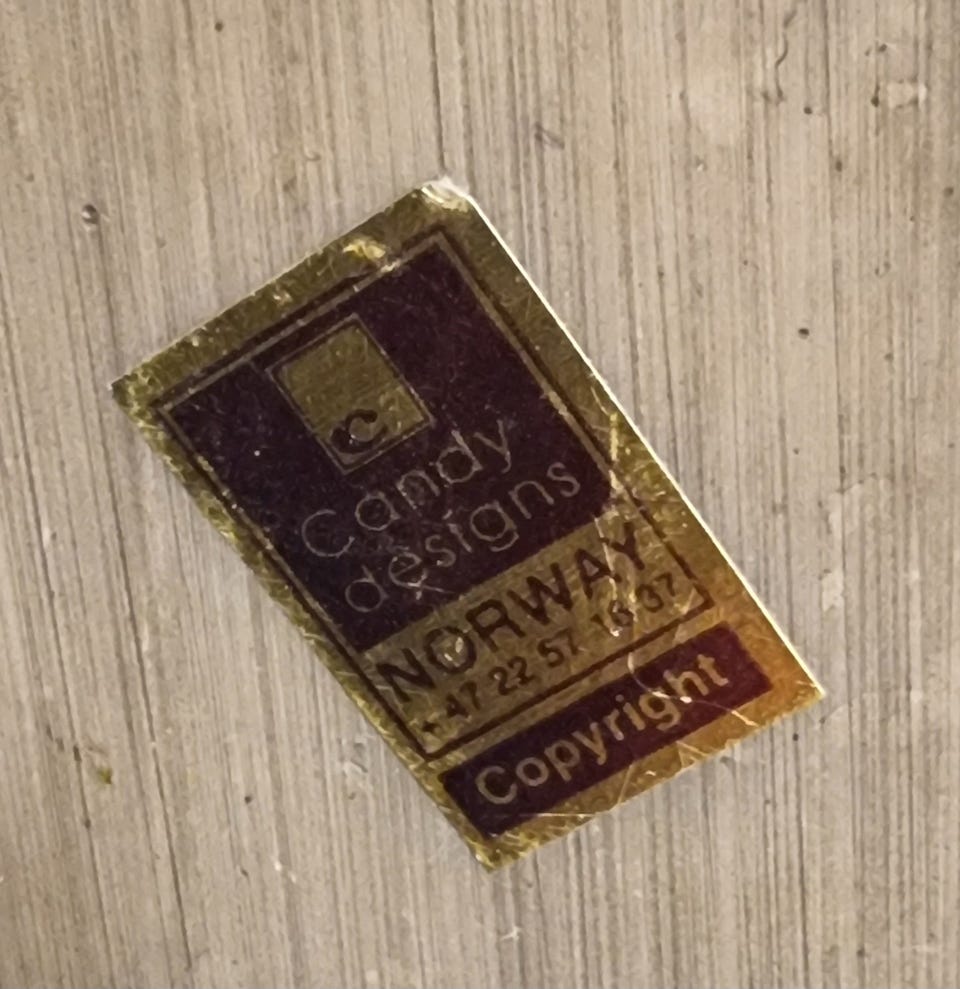 C
Candy
designs
NORWAY
+47 22 57 16 37
Copyright